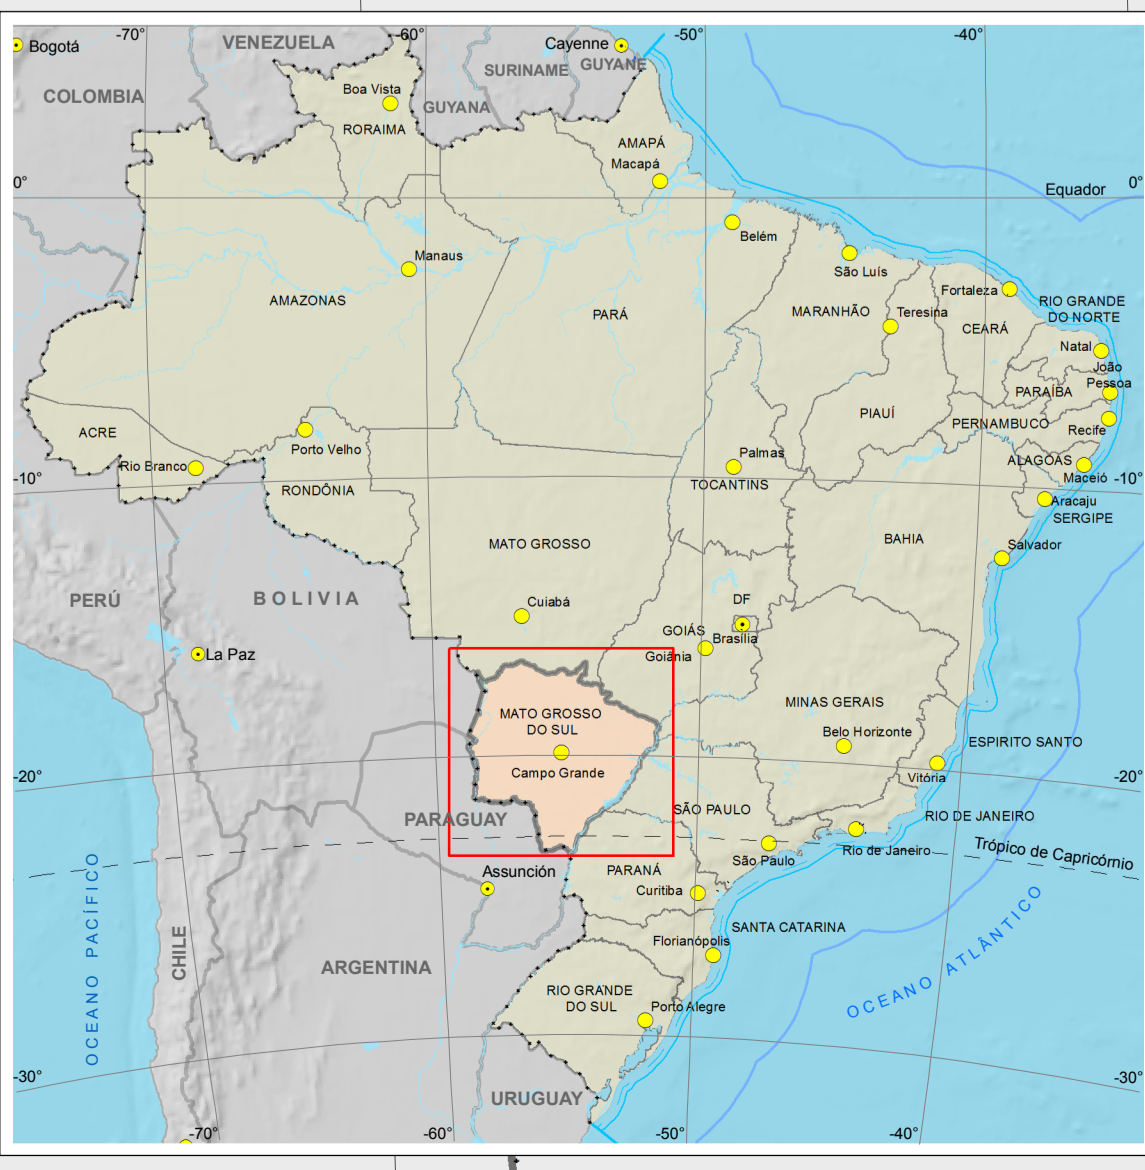 -70°
-60°
-50°
-40°
Bogotá
VENEZUELA
Cayenne
SURINAME
GUYANE
COLOMBIA
Boa Vista
GUYANA
RORAIMA
AMAPÁ
Macapá
0°
0°
Equador
Belém
Manaus
São Luís
Fortaleza
AMAZONAS
PARÁ
MARANHÃO
Teresina
RIO GRANDE
DO NORTE
CEARÁ
Natal
João
Pessoa
PARAÍBA
PIAUÍ
PERNAMBUCO
Recife
ACRE
Rio Branco
Porto Velho
Palmas
ALAGOAS
Maceió
-10°
-10°
RONDÔNIA
TOCANTINS
Aracaju
SERGIPE
MATO GROSSO
BAHIA
Salvador
PERÚ
BOLIVIA
Cuiabá
DF
GOIÁS
Brasília
La Paz
Goiânia
MATO GROSSO
DO SUL
MINAS GERAIS
Belo Horizonte
ESPIRITO SANTO
Campo Grande
Vitória
-20°
-20°
SÃO PAULO
PARAGUAY
RIO DE JANEIRO
Rio de Janeiro
Trópico de Capricórnio
São Paulo
Assunción
PARANÁ
Curitiba
OCEANO PACÍFICO
CHILE
SANTA CATARINA
Florianópolis
ARGENTINA
OCEANO ATLÂNTICO
RIO GRANDE
DO SUL
Porto Alegre
-30°
-30°
URUGUAY
-70°
-60°
-50°
-40°